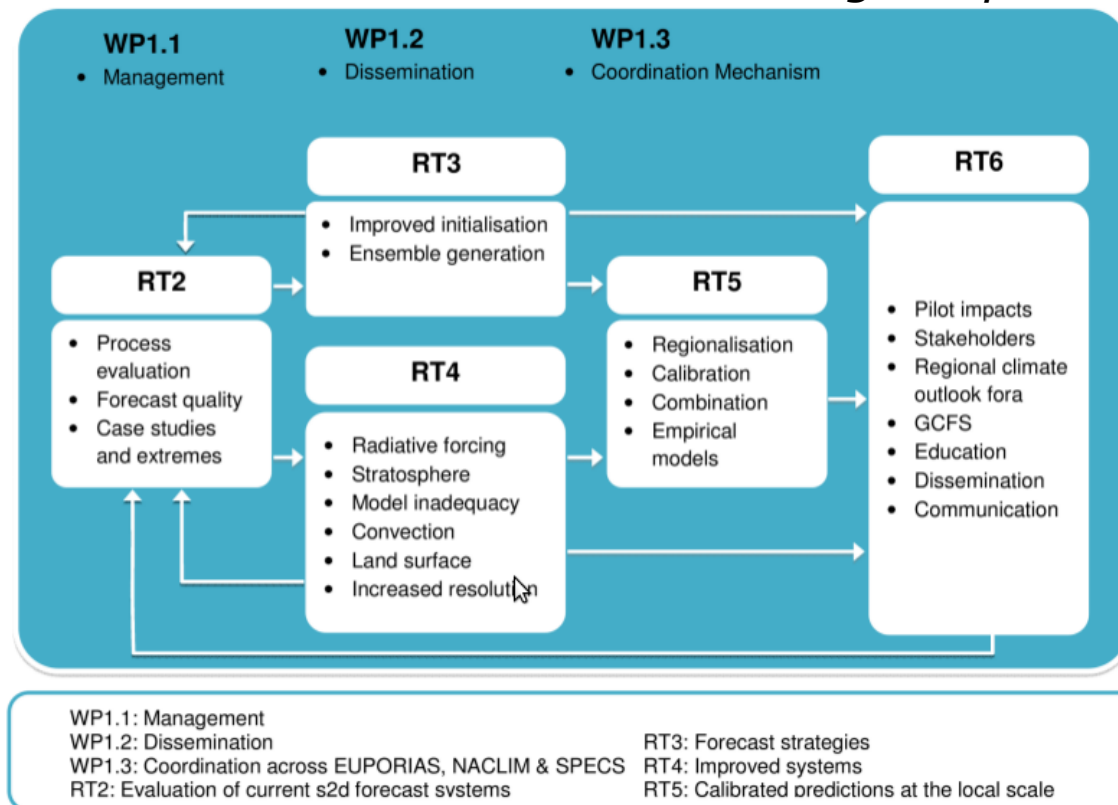 WP1.1
• Management
WP1.2
• Dissemination
WP1.3
• Coordination Mechanism
RT3
• Improved initialisation
• Ensemble generation
RT6
• Pilot impacts
• Stakeholders
• Regional climate
outlook fora
• GCFS
• Education
• Dissemination
• Communication
RT2
• Process
evaluation
• Forecast quality
• Case studies
and extremes
RT5
• Regionalisation
• Calibration
• Combination
• Empirical
models
RT4
• Radiative forcing
• Stratosphere
• Model inadequacy
• Convection
• Land surface
• Increased resolution
WP1.1: Management
WP1.2: Dissemination
WP1.3: Coordination across EUPORIAS, NACLIM & SPECS
RT2: Evaluation of current s2d forecast systems
RT3: Forecast strategies
RT4: Improved systems
RT5: Calibrated predictions at the local scale